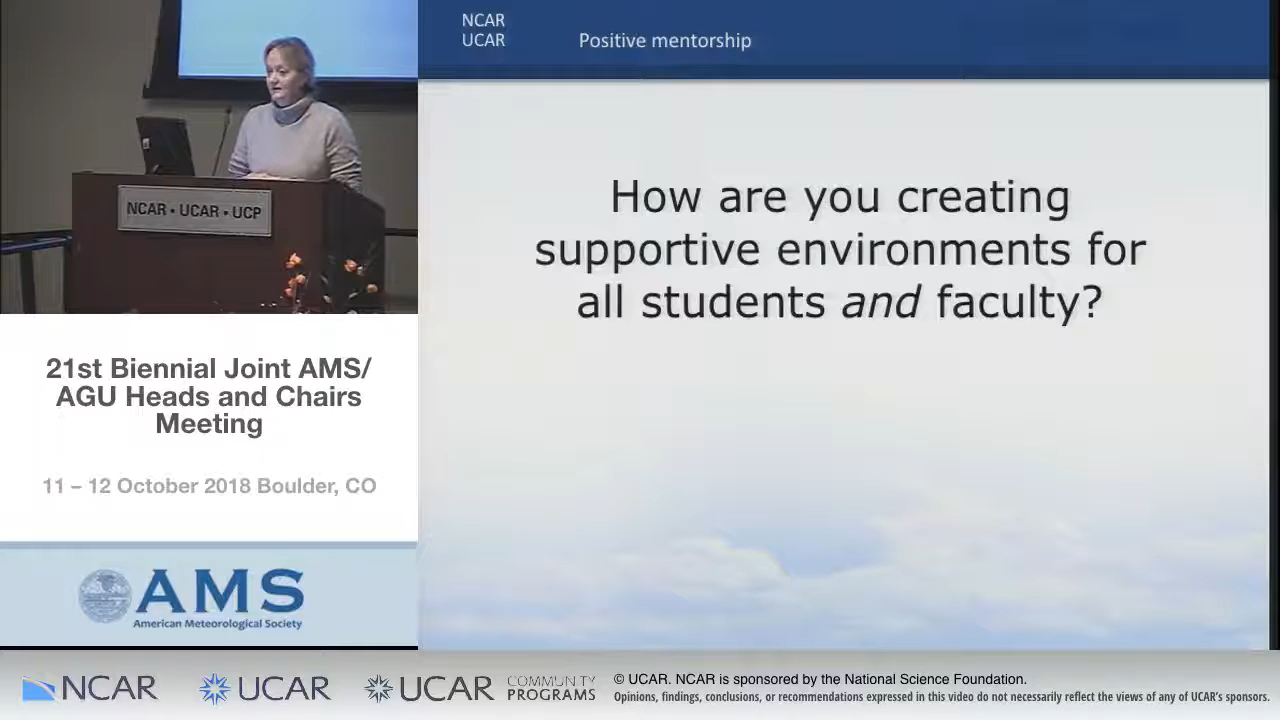 NCAR
UCAR
Positive mentorship
How are you creating
supportive environments for
all students and faculty?
NCAR • UCAR • UCP
21st Biennial Joint AMS/
AGU Heads and Chairs
Meeting
11 – 12 October 2018 Boulder, CO
AMS
American Meteorological Society
NCAR
UCAR
UCAR
COMMUNITY
PROGRAMS
© UCAR. NCAR is sponsored by the National Science Foundation.
Opinions, findings, conclusions, or recommendations expressed in this video do not necessarily reflect the views of any of UCAR's sponsors.